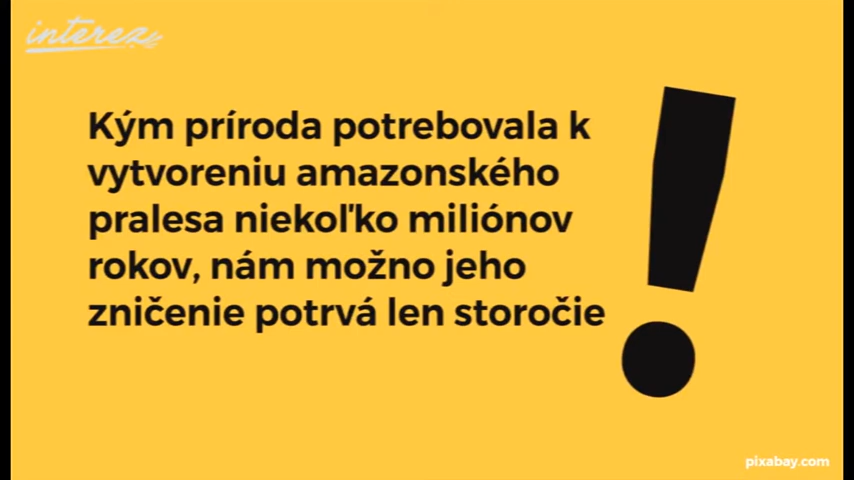 interez
Kým príroda potrebovala k
vytvoreniu amazonského
pralesa niekoľko miliónov
rokov, nám možno jeho
zničenie potrvá len storočie
!
pixabay.com